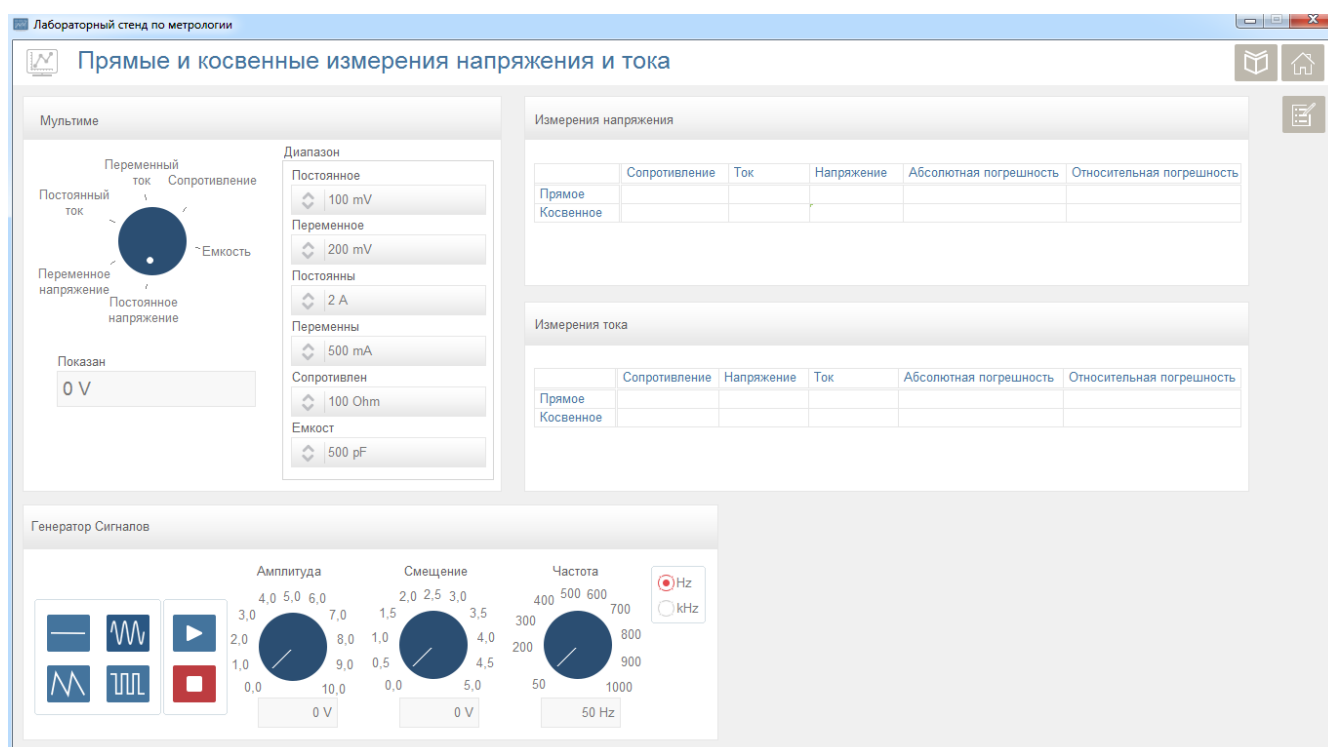 Лабораторный стенд по метрологии
Прямые и косвенные измерения напряжения и тока
Мультиме
Переменный
ток
Сопротивление
Постоянный
ток
Емкость
Переменное
напряжение
Постоянное
напряжение
Показан
0 V
Диапазон
Постоянное
100 mV
Переменное
200 mV
Постоянны
2 A
Переменны
500 mA
Сопротивлен
100 Ohm
Емкост
500 pF
Измерения напряжения
Сопротивление Ток Напряжение Абсолютная погрешность Относительная погрешность
Прямое
Косвенное
Измерения тока
Сопротивление Напряжение Ток Абсолютная погрешность Относительная погрешность
Прямое
Косвенное
Генератор Сигналов
Амплитуда
4,0 5,0 6,0
3,0 7,0
2,0 8,0
1,0 9,0
0,0 10,0
0 V
Смещение
2,0 2,5 3,0
1,5 3,5
1,0 4,0
0,5 4,5
0,0 5,0
0 V
Частота
400 500 600
300 700
200 800
900
50 1000
50 Hz
Hz
kHz